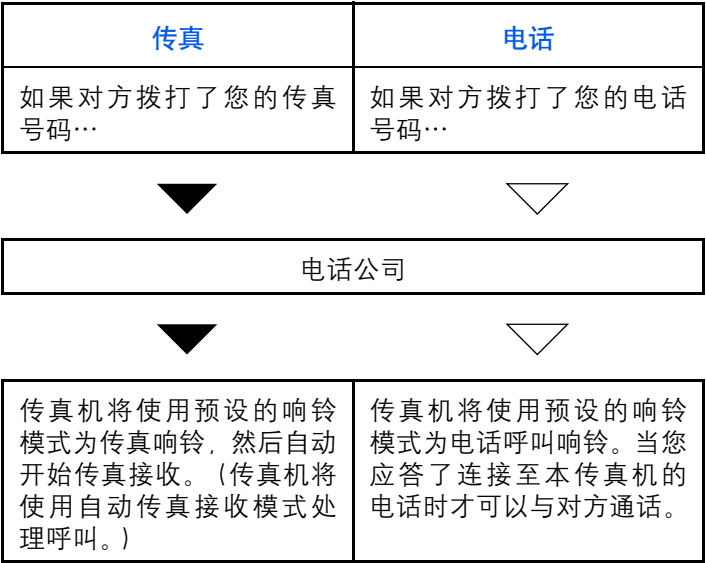 传真
电话
如果对方拨打了您的传真
号码…
如果对方拨打了您的电话
号码…
电话公司
传真机将使用预设的响铃
模式为传真响铃，然后自动
开始传真接收。（传真机将
使用自动传真接收模式处
理呼叫。）
传真机将使用预设的响铃
模式为电话呼叫响铃。当您
应答了连接至本传真机的
电话时才可以与对方通话。